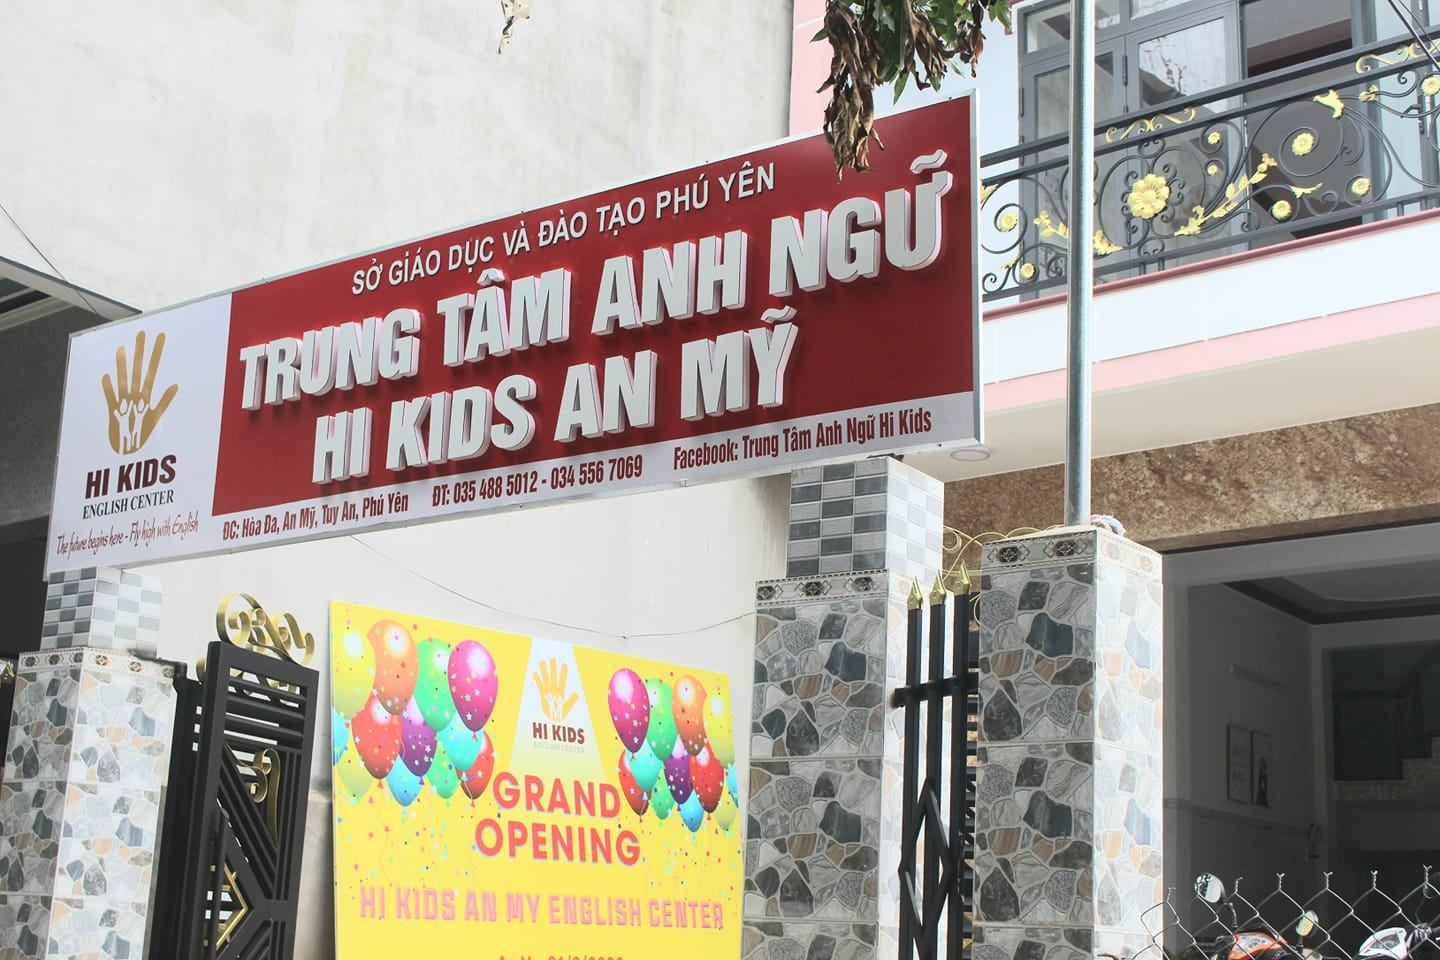 SỞ GIÁO DỤC VÀ ĐÀO TẠO PHÚ YÊN
TRUNG TÂM ANH NGỮ
HI KIDS AN MỸ
HI KIDS
ENGLISH CENTER
The future begins here - Fly high with English
ĐC: Hòa Đa, An Mỹ, Tuy An, Phú Yên ĐT: 035 488 5012 - 034 556 7069 Facebook: Trung Tâm Anh Ngữ Hi Kids
HI KIDS
ENGLISH CENTER
GRAND
OPENING
HI KIDS AN MY ENGLISH CENTER